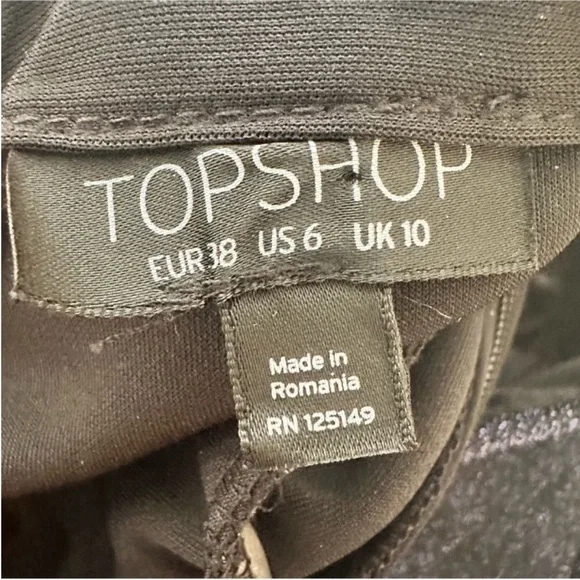 TOPSHOP
EUR 38 US 6 UK 10
Made in
Romania
RN 125149